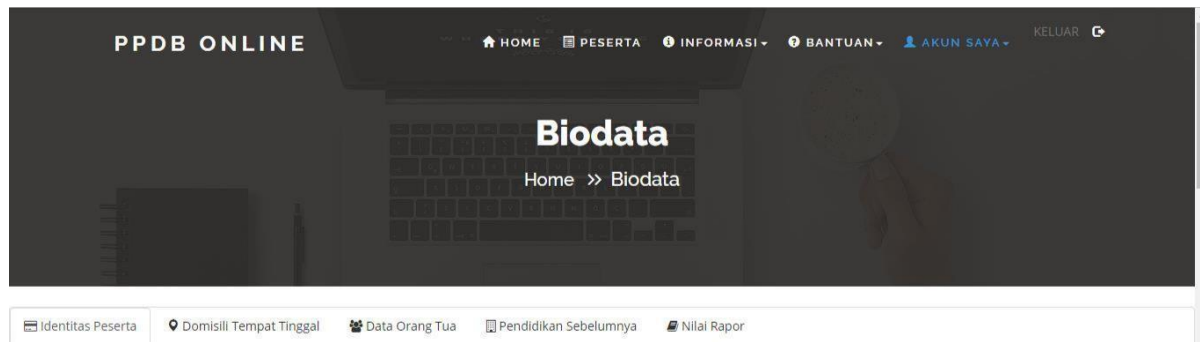 PPDB ONLINE
HOME PESERTA INFORMASI BANTUAN AKUN SAYA KELUAR
Biodata
Home » Biodata
Identitas Peserta Domisili Tempat Tinggal Data Orang Tua Pendidikan Sebelumnya Nilai Rapor